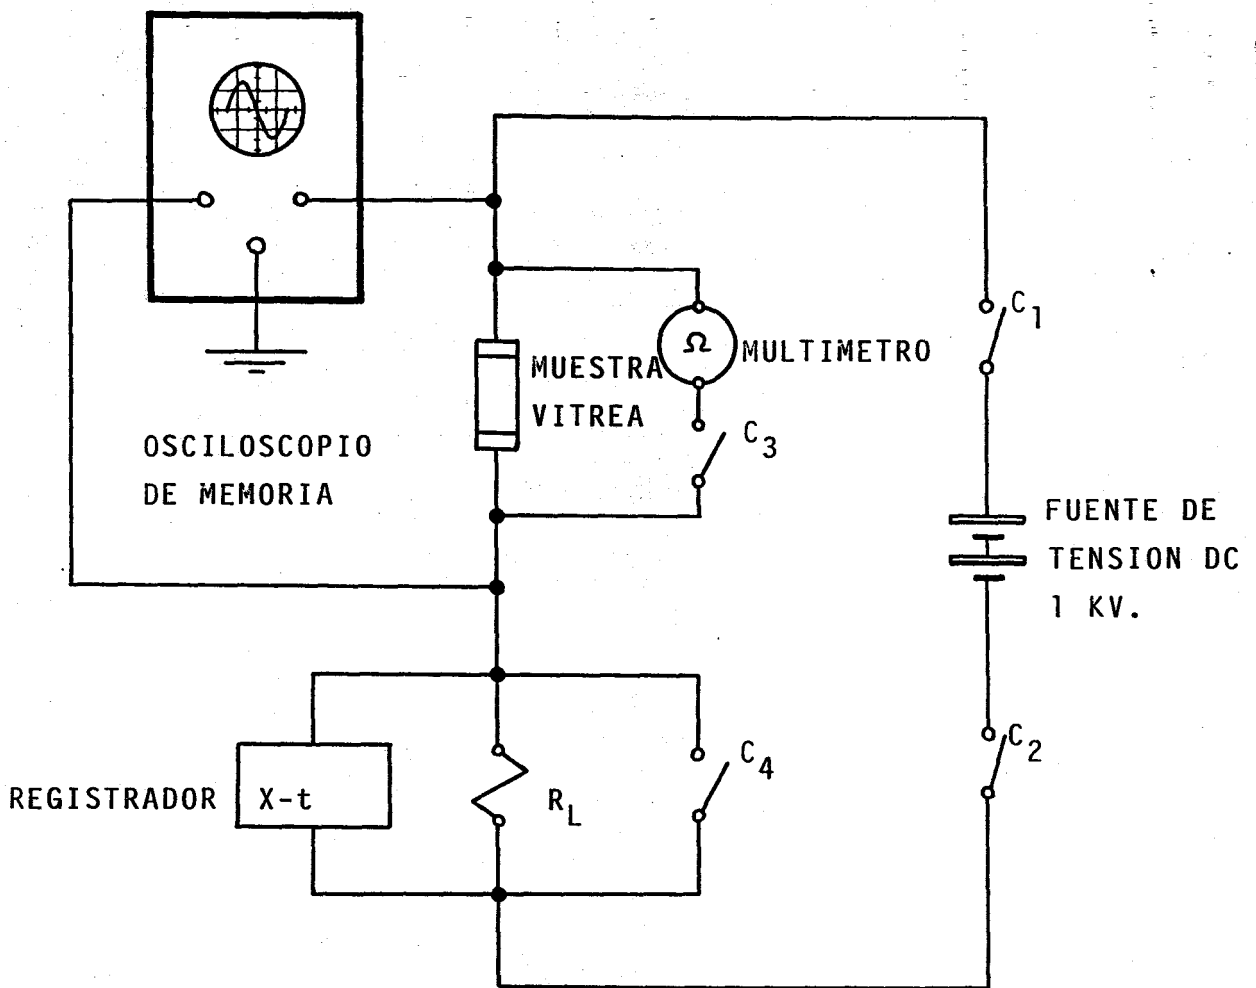 C1
Ω
MULTIMETRO
MUESTRA
VITREA
C3
OSCILOSCOPIO
DE MEMORIA
FUENTE DE
TENSION DC
1 KV.
C2
C4
REGISTRADOR
X-t
RL